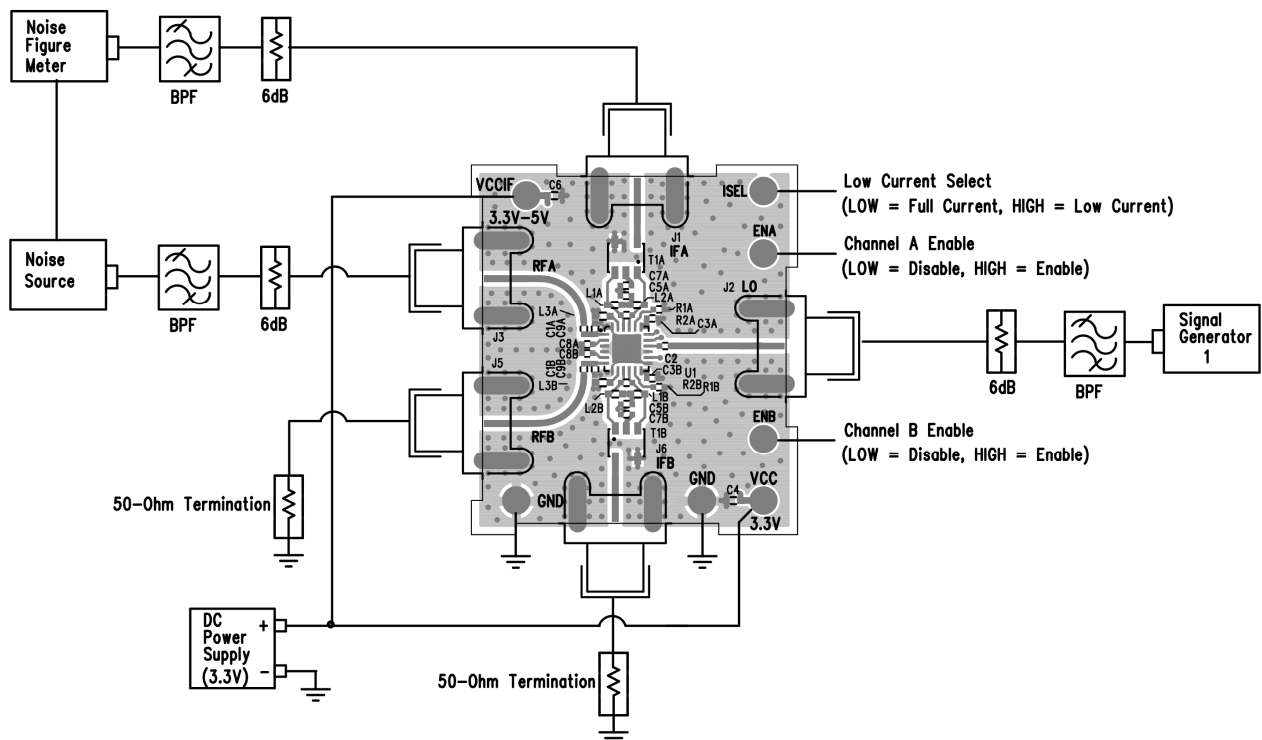 Noise
Figure
Meter
BPF
6dB
Noise
Source
BPF
6dB
VCCIF
C6
3.3V-5V
J1
IFA
ISEL
Low Current Select
(LOW = Full Current, HIGH = Low Current)
ENA
Channel A Enable
(LOW = Disable, HIGH = Enable)
RFA
T1A
C7A
C5A
L1A
L2A
L3A
R1A
R2A
C3A
C1A
C9A
C8A
C8B
J3
J2 LO
J5
C1B
C9B
C2
C3B
U1
R2B
R1B
L3B
L2B
L1B
C5B
C7B
T1B
RFB
J6
IFB
6dB
BPF
Signal
Generator
1
ENB
Channel B Enable
(LOW = Disable, HIGH = Enable)
GND
GND
C4
VCC
3.3V
50-Ohm Termination
DC
Power
Supply
(3.3V)
+
-
50-Ohm Termination